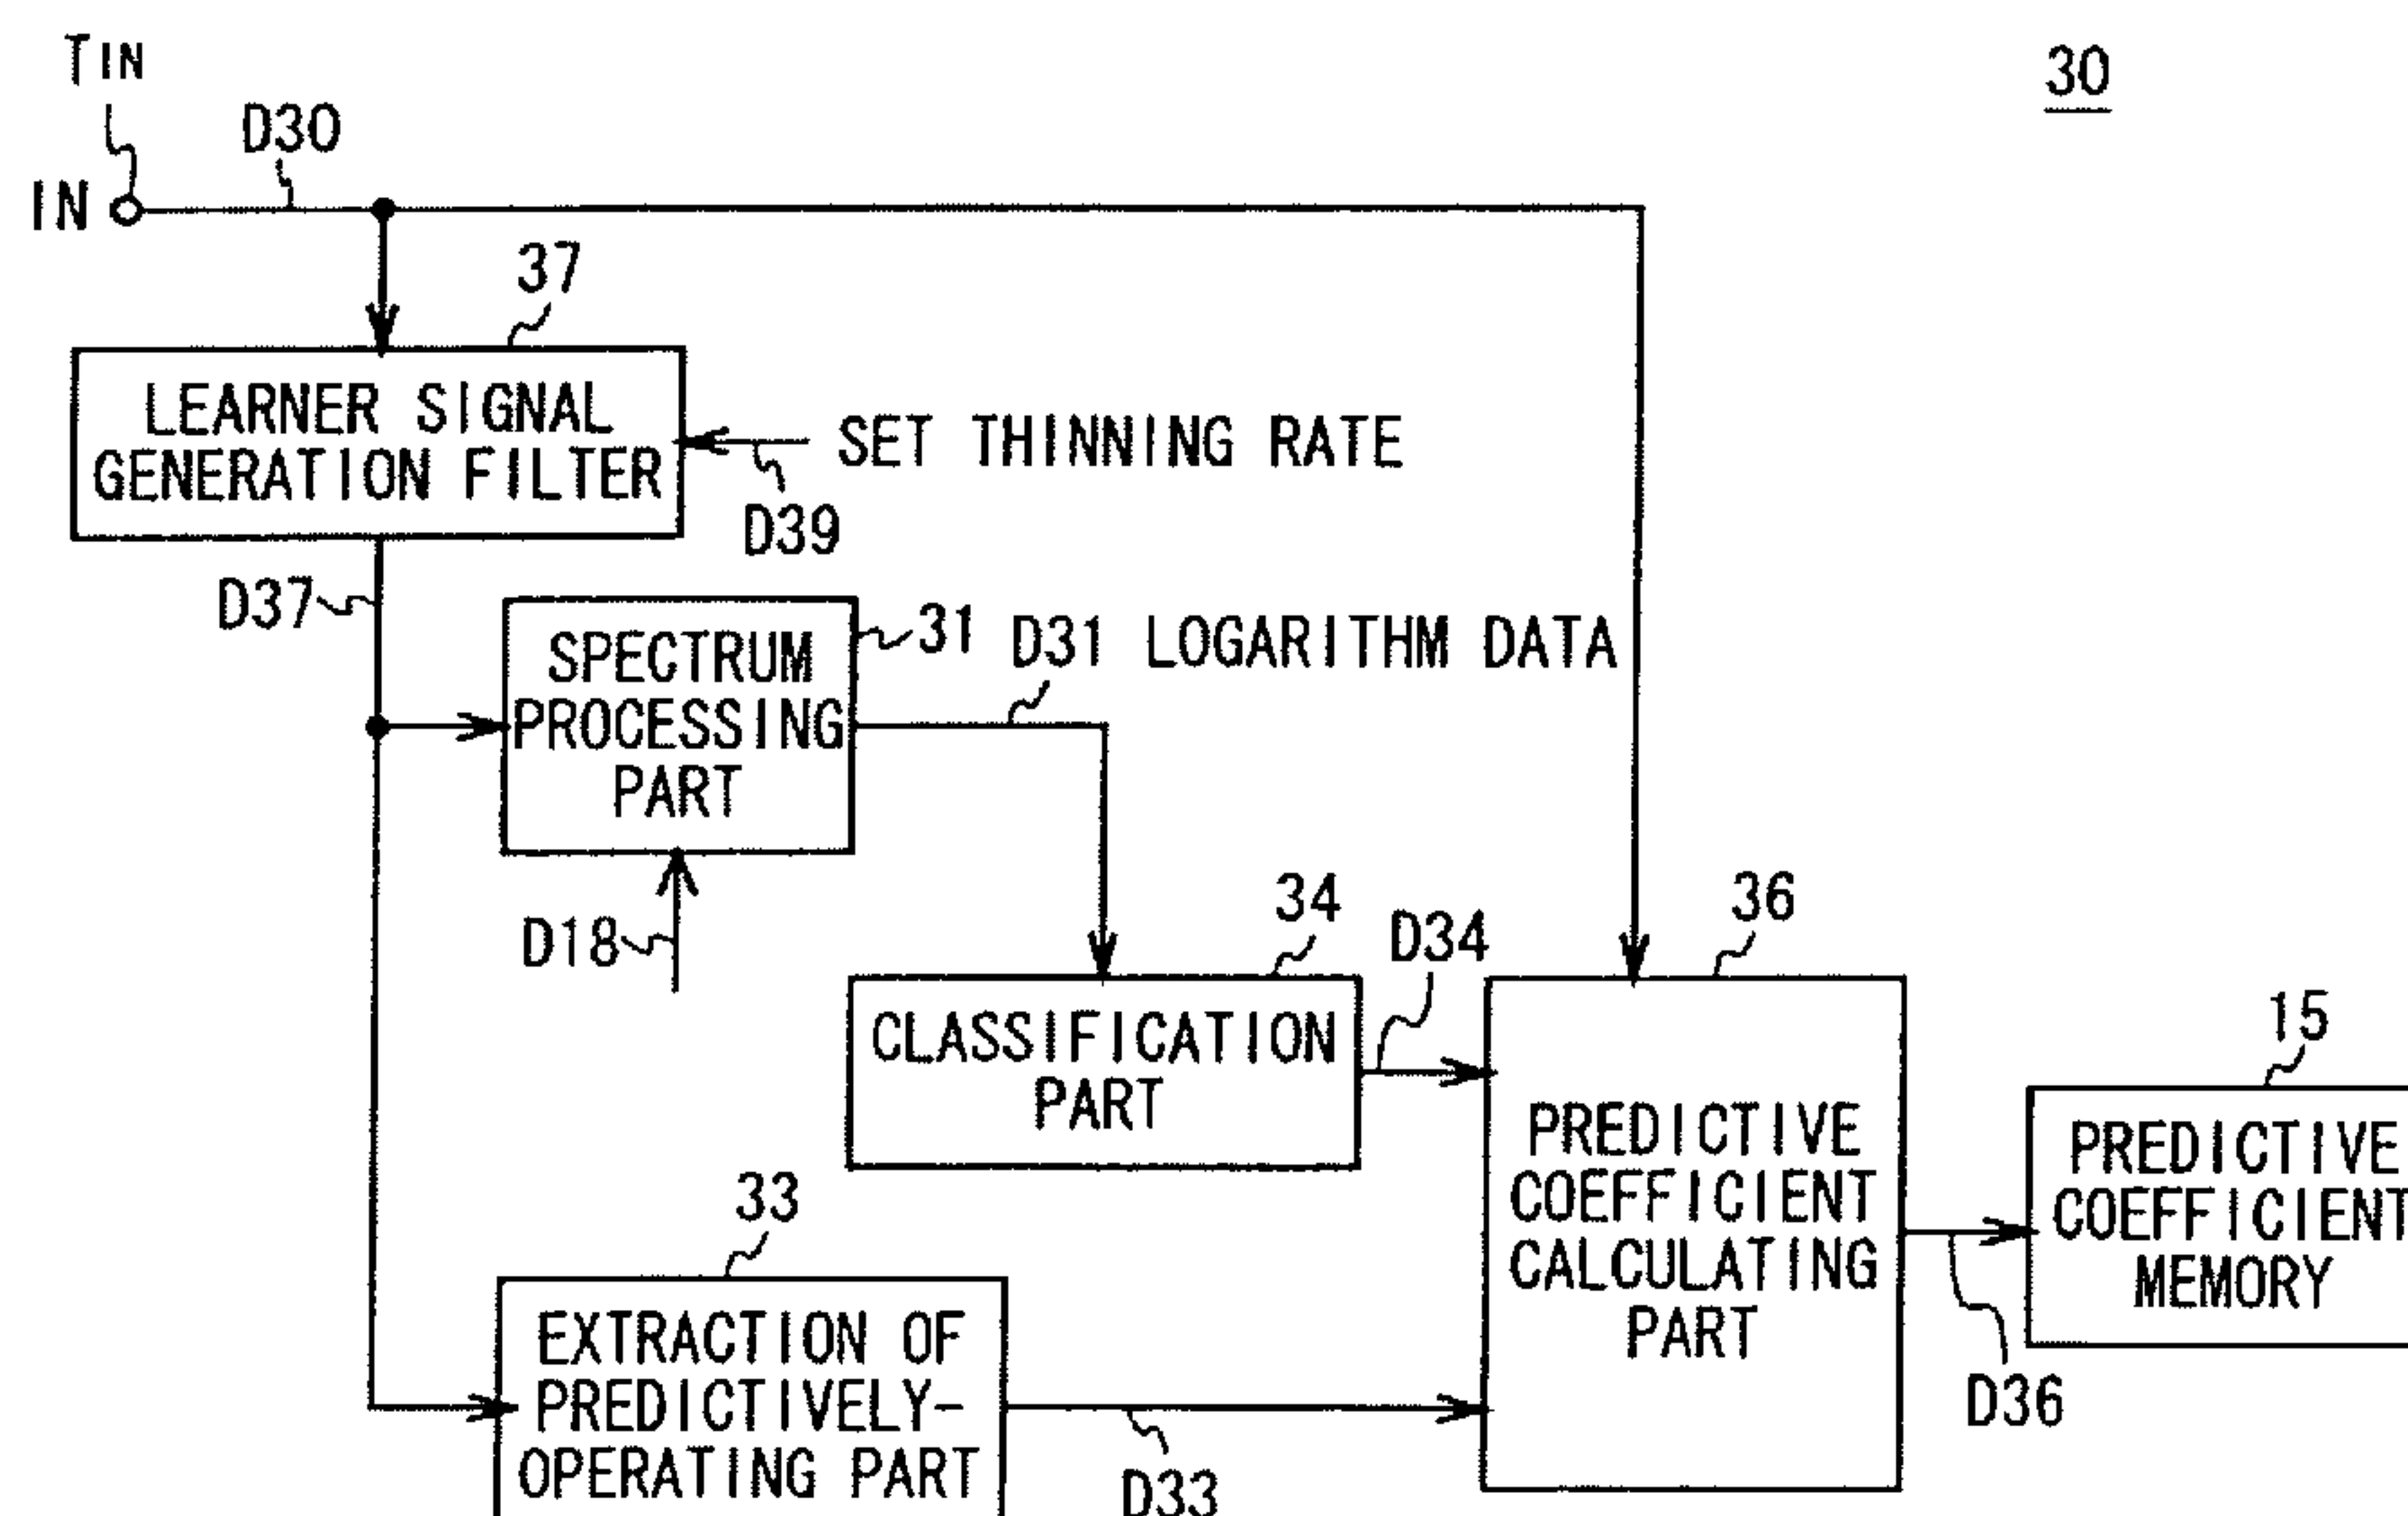 TIN
30
D30
IN
37
LEARNER SIGNAL
GENERATION FILTER
SET THINNING RATE
D39
D37
31
D31 LOGARITHM DATA
SPECTRUM
PROCESSING
PART
D18
34
D34
36
CLASSIFICATION
PART
15
PREDICTIVE
COEFFICIENT
CALCULATING
PART
PREDICTIVE
COEFFICIENT
MEMORY
33
EXTRACTION OF
PREDICTIVELY-
OPERATING PART
D36
D33